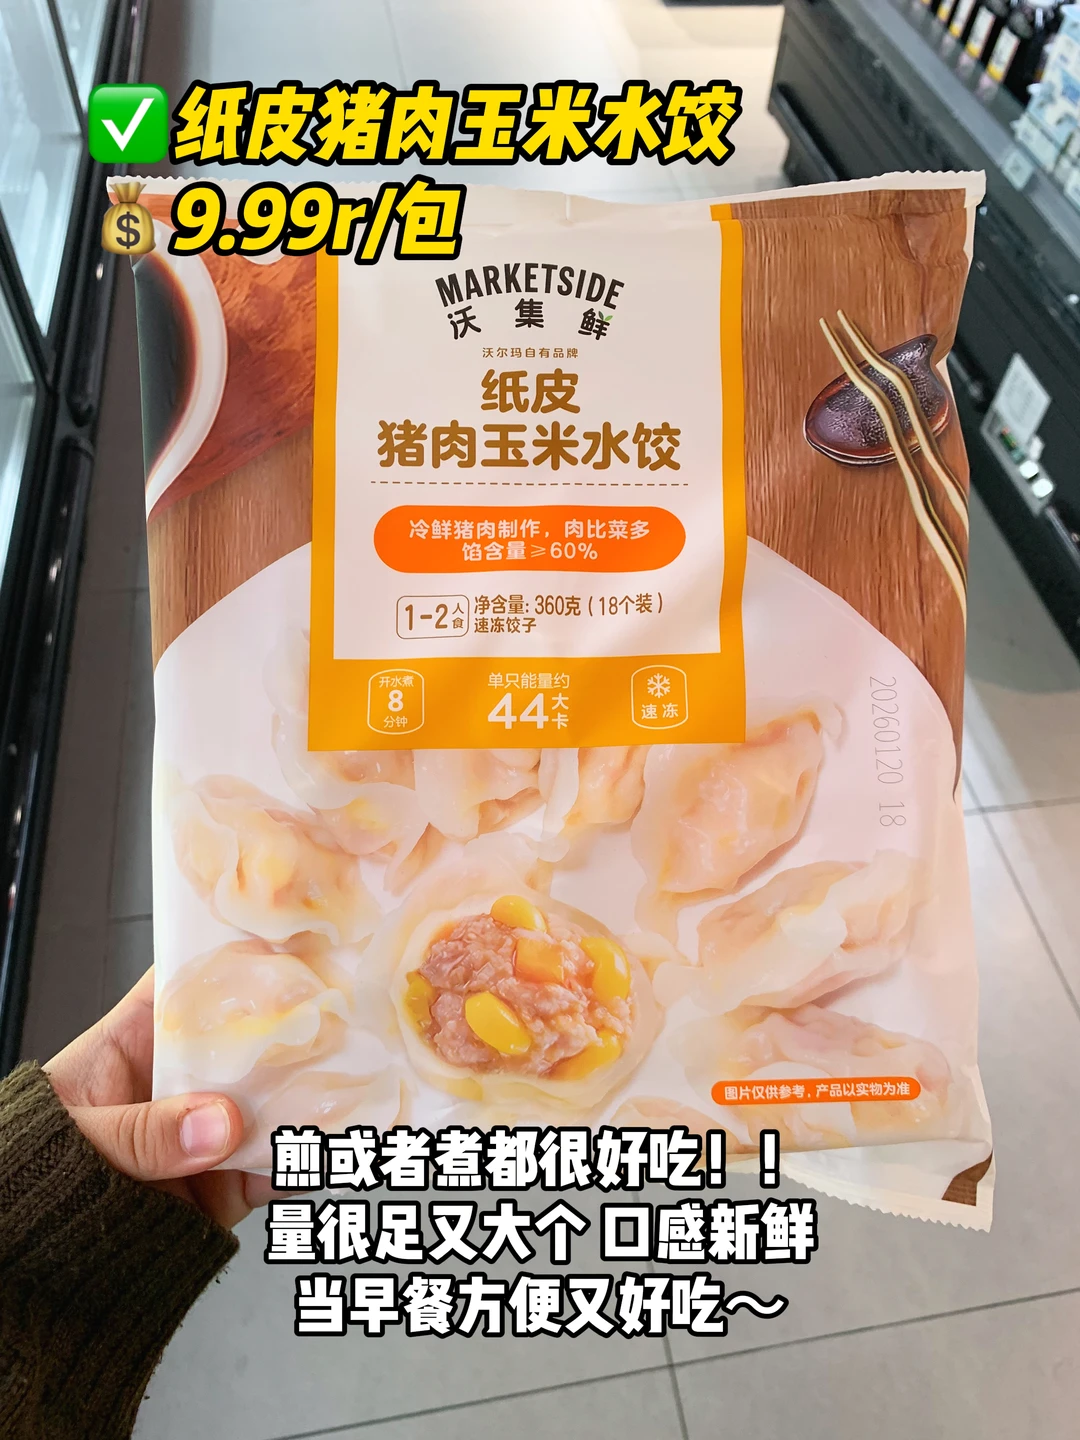 ✅纸皮猪肉玉米水饺
💰9.99r/包
MARKETSIDE
沃集鲜
沃尔玛自有品牌
纸皮
猪肉玉米水饺
冷鲜猪肉制作，肉比菜多
馅含量≥60%
1-2人食
净含量：360克（18个装）
速冻饺子
开水煮
8
分钟
单只能量约
44大卡
速冻
20260120 18
图片仅供参考，产品以实物为准
煎或者煮都很好吃！！
量很足又大个 口感新鲜
当早餐方便又好吃～